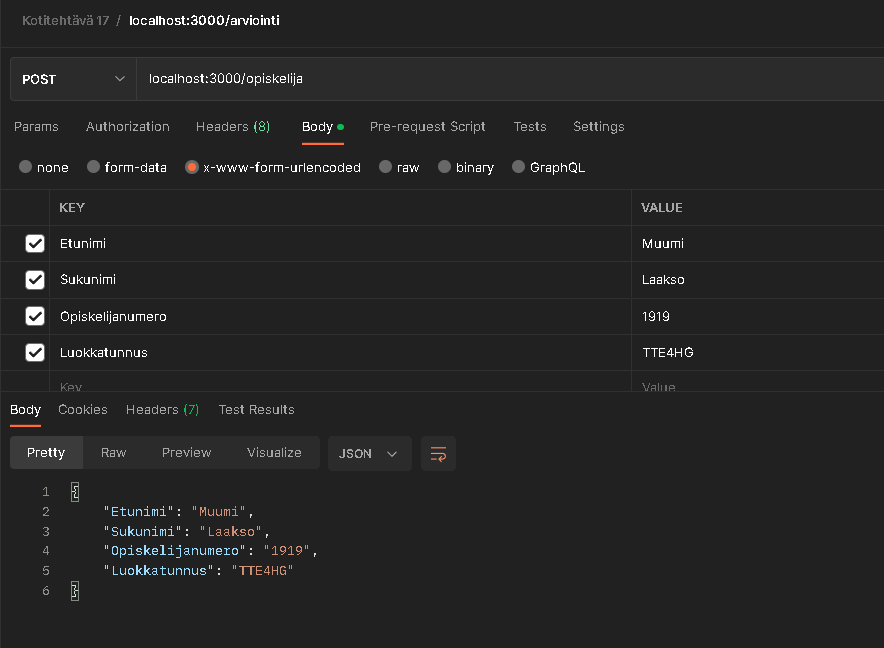 Kotitehtävä 17 / localhost:3000/arviointi
POST localhost:3000/opiskelija
Params Authorization Headers (8) Body Pre-request Script Tests Settings
none form-data x-www-form-urlencoded raw binary GraphQL
KEY VALUE
Etunimi Muumi
Sukunimi Laakso
Opiskelijanumero 1919
Luokkatunnus TTE4HG
Key Value
Body Cookies Headers (7) Test Results
Pretty Raw Preview Visualize JSON
1 {
2 "Etunimi": "Muumi",
3 "Sukunimi": "Laakso",
4 "Opiskelijanumero": "1919",
5 "Luokkatunnus": "TTE4HG"
6 }